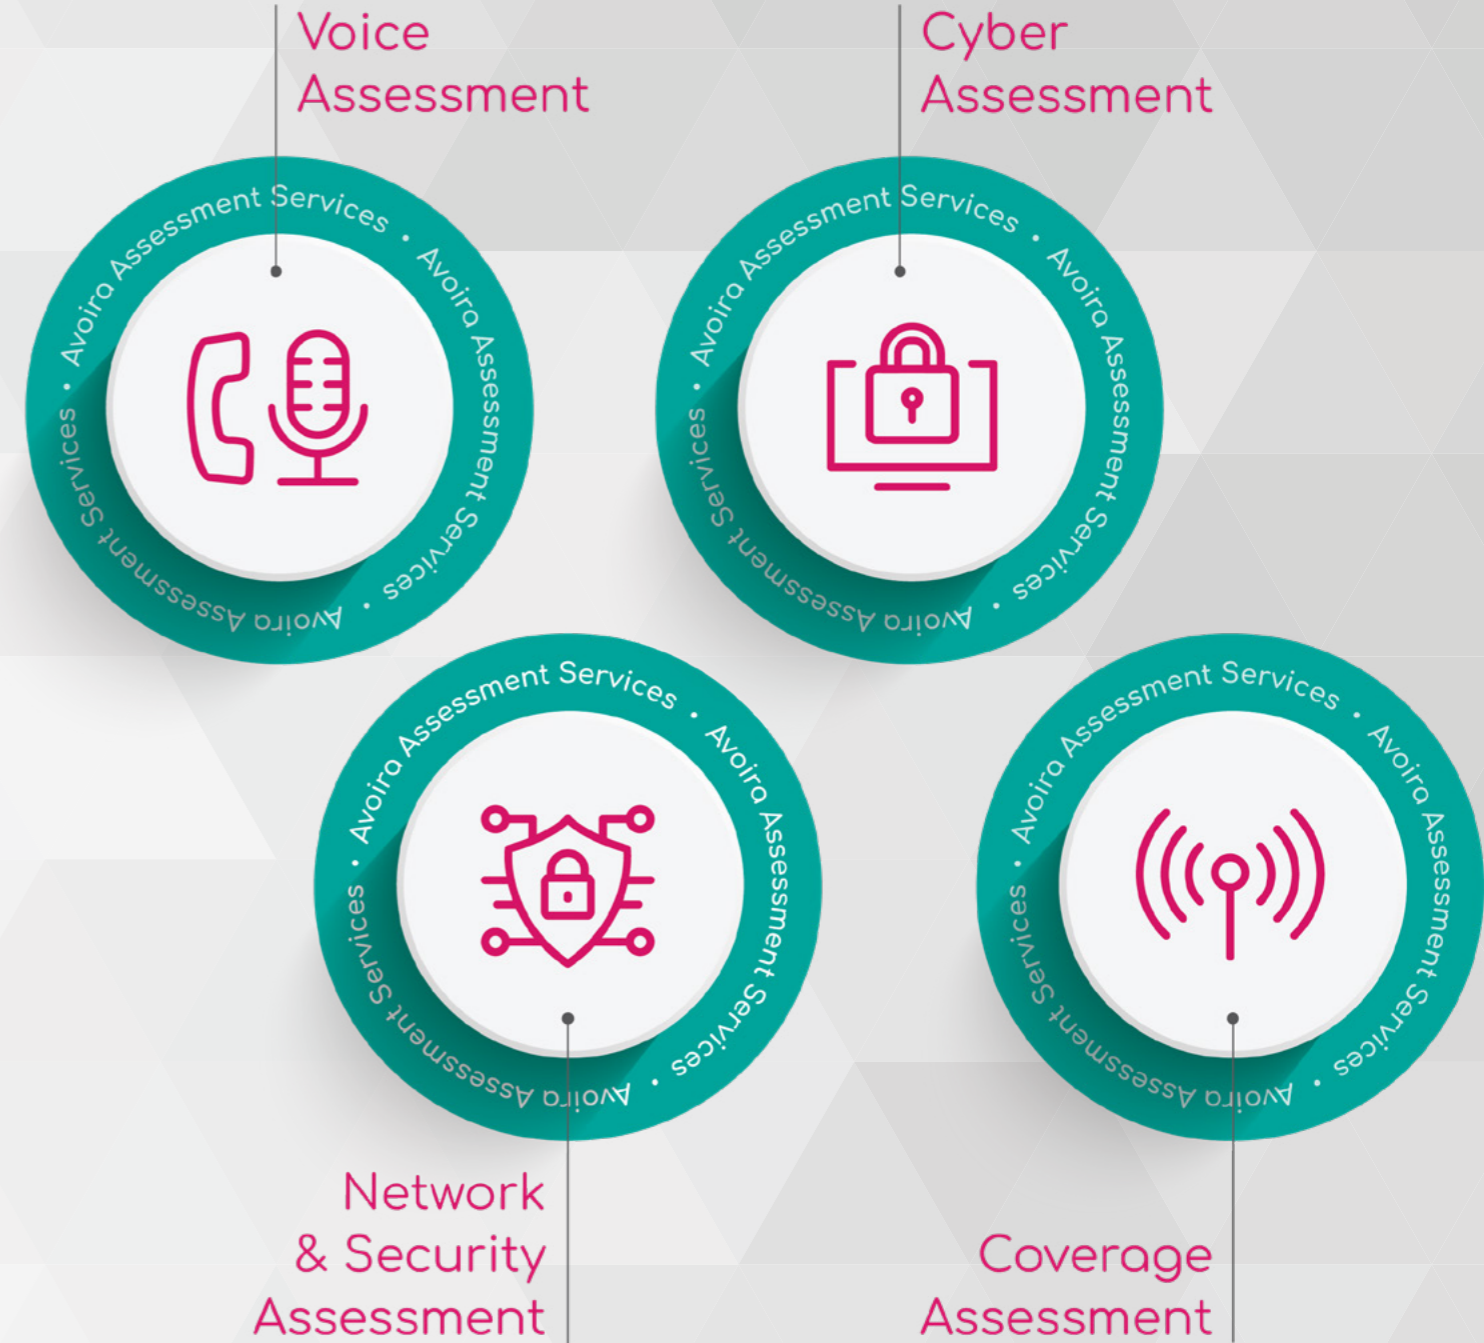 Voice
Assessment
Cyber
Assessment
Avoira Assessment Services • Avoira Assessment Services • Avoira Assessment Services •
Avoira Assessment Services • Avoira Assessment Services • Avoira Assessment Services •
Avoira Assessment Services • Avoira Assessment Services • Avoira Assessment Services •
Avoira Assessment Services • Avoira Assessment Services • Avoira Assessment Services •
Network
& Security
Assessment
Coverage
Assessment